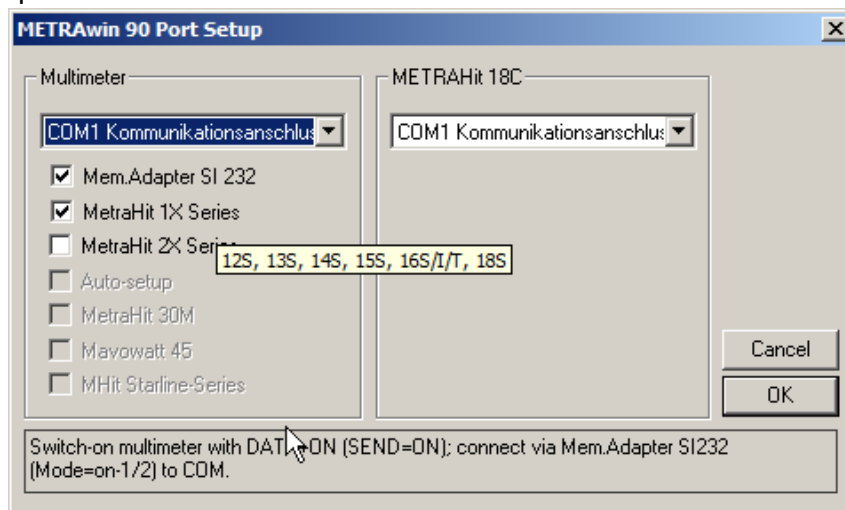 METRAwin 90 Port Setup
Multimeter
METRAHit 18C
COM1 Kommunikationsanschlus
COM1 Kommunikationsanschlus
Mem.Adapter SI 232
MetraHit 1X Series
MetraHit 2X Series
12S, 13S, 14S, 15S, 16S/I/T, 18S
Auto-setup
MetraHit 30M
Mavowatt 45
MHit Starline-Series
Cancel
OK
Switch-on multimeter with DATA=ON (SEND=ON); connect via Mem.Adapter SI232
(Mode=on-1/2) to COM.